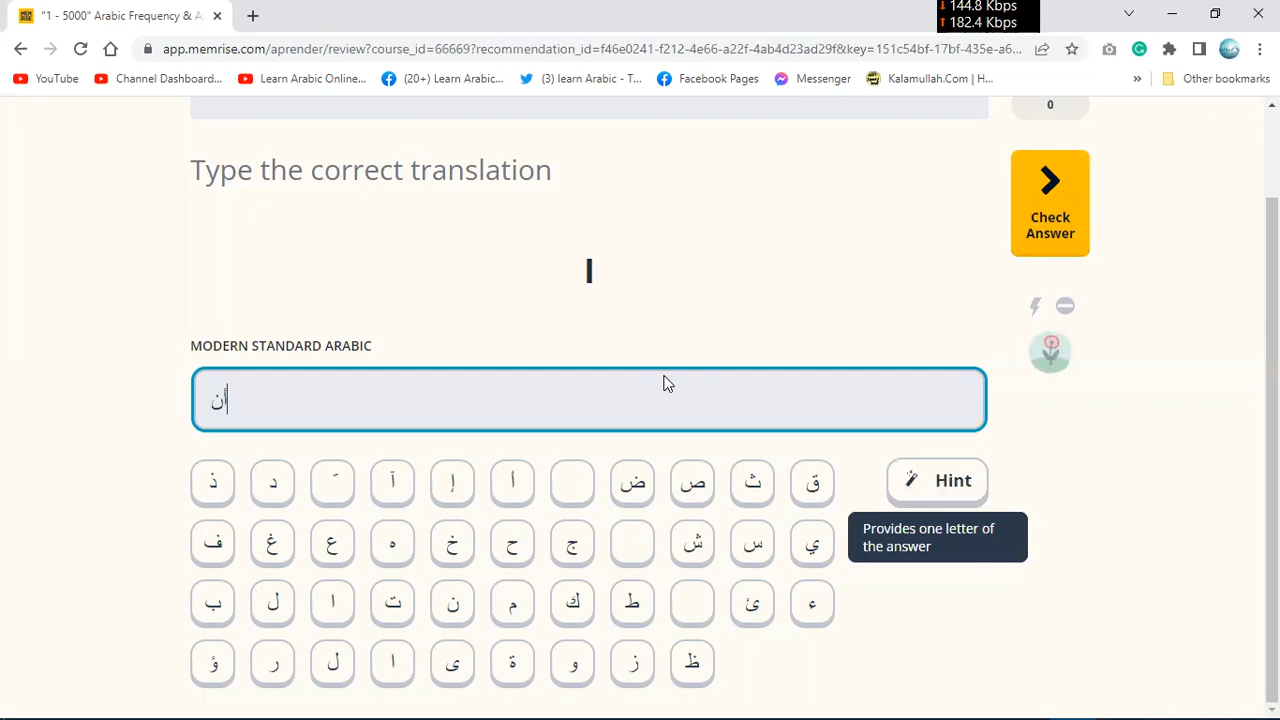 "1 - 5000" Arabic Frequency & A
↓ 144.8 Kbps
↑ 182.4 Kbps
app.memrise.com/aprender/review?course_id=66669?recommendation_id=f46e0241-f212-4e66-a22f-4ab4d23ad29f&key=151c54bf-17bf-435e-a6...
YouTube
Channel Dashboard...
Learn Arabic Online...
(20+) Learn Arabic...
(3) learn Arabic - T...
Facebook Pages
Messenger
Kalamullah.Com | H...
» Other bookmarks
0
Type the correct translation
Check
Answer
I
MODERN STANDARD ARABIC
أن
ذ د َ آ إ أ ض ص ث ق
Hint
Provides one letter of
the answer
ف غ ع ه خ ح ج ش س ي
ب ل ا ت ن م ك ط ئ ء
ؤ ر ل ا ى ة و ز ظ